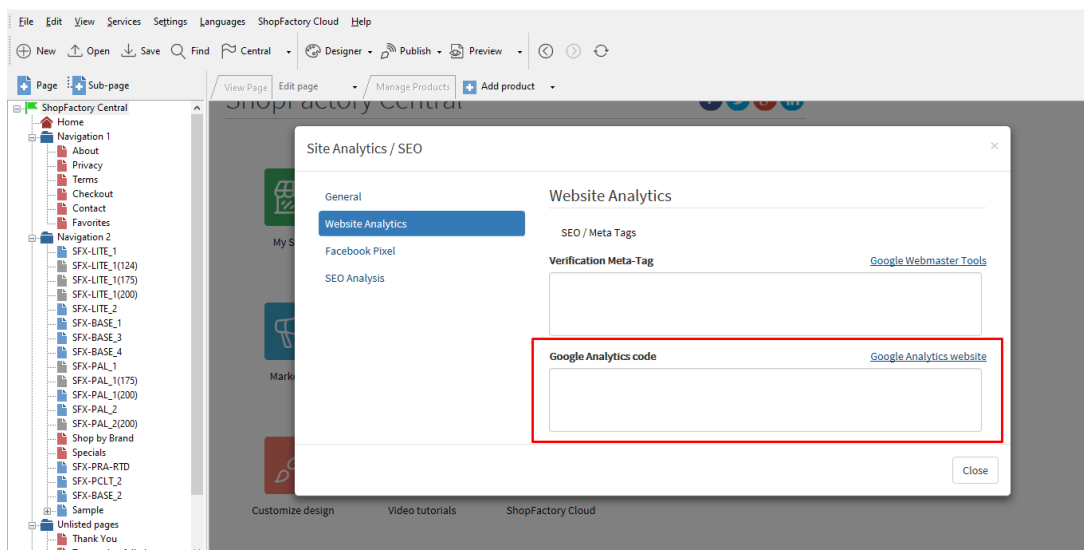 File Edit View Services Settings Languages ShopFactory Cloud Help
New Open Save Find Central Designer Publish Preview
Page Sub-page
View Page Edit page Manage Products Add product
ShopFactory Central
Home
Navigation 1
About
Privacy
Terms
Checkout
Contact
Favorites
Navigation 2
SFX-LITE_1
SFX-LITE_1(124)
SFX-LITE_1(175)
SFX-LITE_1(200)
SFX-LITE_2
SFX-BASE_1
SFX-BASE_3
SFX-BASE_4
SFX-PAL_1
SFX-PAL_1(175)
SFX-PAL_1(200)
SFX-PAL_2
SFX-PAL_2(200)
Shop by Brand
Specials
SFX-PRA-RTD
SFX-PCLT_2
SFX-BASE_2
Sample
Unlisted pages
Thank You
ShopFactory Central
My S
Mark
Customize design Video tutorials ShopFactory Cloud
Site Analytics / SEO
General
Website Analytics
Facebook Pixel
SEO Analysis
Website Analytics
SEO / Meta Tags
Verification Meta-Tag Google Webmaster Tools
Google Analytics code Google Analytics website
Close